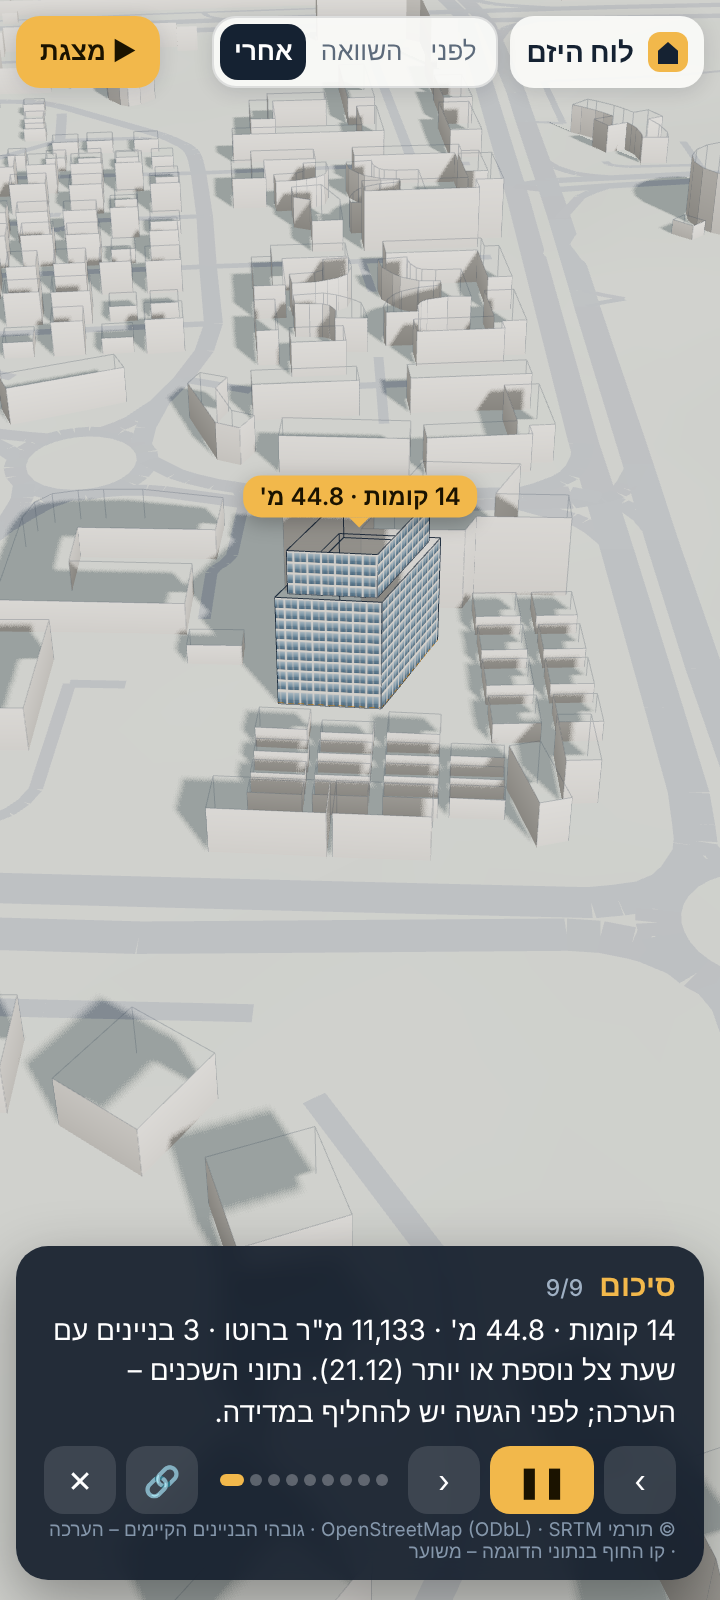 לוח היזם
לפני השוואה אחרי
▶ מצגת
14 קומות · 44.8 מ'
סיכום 9/9
14 קומות · 44.8 מ' · 11,133 מ"ר ברוטו · 3 בניינים עם
שעת צל נוספת או יותר (21.12). נתוני השכנים –
הערכה; לפני הגשה יש להחליף במדידה.
© תורמי OpenStreetMap (ODbL) · SRTM · גובהי הבניינים הקיימים – הערכה
· קו החוף בנתוני הדוגמה – משוער